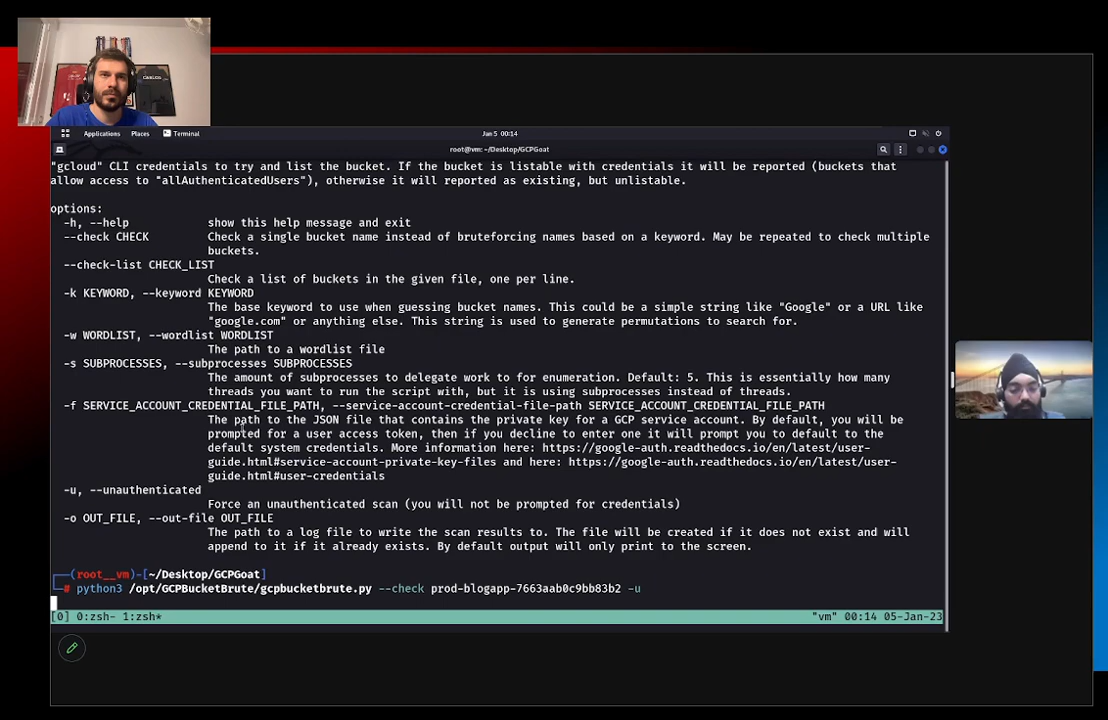 Applications Places Terminal
Jan 5 00:14
root@vm: ~/Desktop/GCPGoat
"gcloud" CLI credentials to try and list the bucket. If the bucket is listable with credentials it will be reported (buckets that
allow access to "allAuthenticatedUsers"), otherwise it will reported as existing, but unlistable.
options:
-h, --help show this help message and exit
--check CHECK Check a single bucket name instead of bruteforcing names based on a keyword. May be repeated to check multiple
buckets.
--check-list CHECK_LIST
Check a list of buckets in the given file, one per line.
-k KEYWORD, --keyword KEYWORD
The base keyword to use when guessing bucket names. This could be a simple string like "Google" or a URL like
"google.com" or anything else. This string is used to generate permutations to search for.
-w WORDLIST, --wordlist WORDLIST
The path to a wordlist file
-s SUBPROCESSES, --subprocesses SUBPROCESSES
The amount of subprocesses to delegate work to for enumeration. Default: 5. This is essentially how many
threads you want to run the script with, but it is using subprocesses instead of threads.
-f SERVICE_ACCOUNT_CREDENTIAL_FILE_PATH, --service-account-credential-file-path SERVICE_ACCOUNT_CREDENTIAL_FILE_PATH
The path to the JSON file that contains the private key for a GCP service account. By default, you will be
prompted for a user access token, then if you decline to enter one it will prompt you to default to the
default system credentials. More information here: https://google-auth.readthedocs.io/en/latest/user-
guide.html#service-account-private-key-files and here: https://google-auth.readthedocs.io/en/latest/user-
guide.html#user-credentials
-u, --unauthenticated
Force an unauthenticated scan (you will not be prompted for credentials)
-o OUT_FILE, --out-file OUT_FILE
The path to a log file to write the scan results to. The file will be created if it does not exist and will
append to it if it already exists. By default output will only print to the screen.
(root__vm)-[~/Desktop/GCPGoat]
# python3 /opt/GCPBucketBrute/gcpbucketbrute.py --check prod-blogapp-7663aab0c9bb83b2 -u
[0] 0:zsh- 1:zsh* "vm" 00:14 05-Jan-23